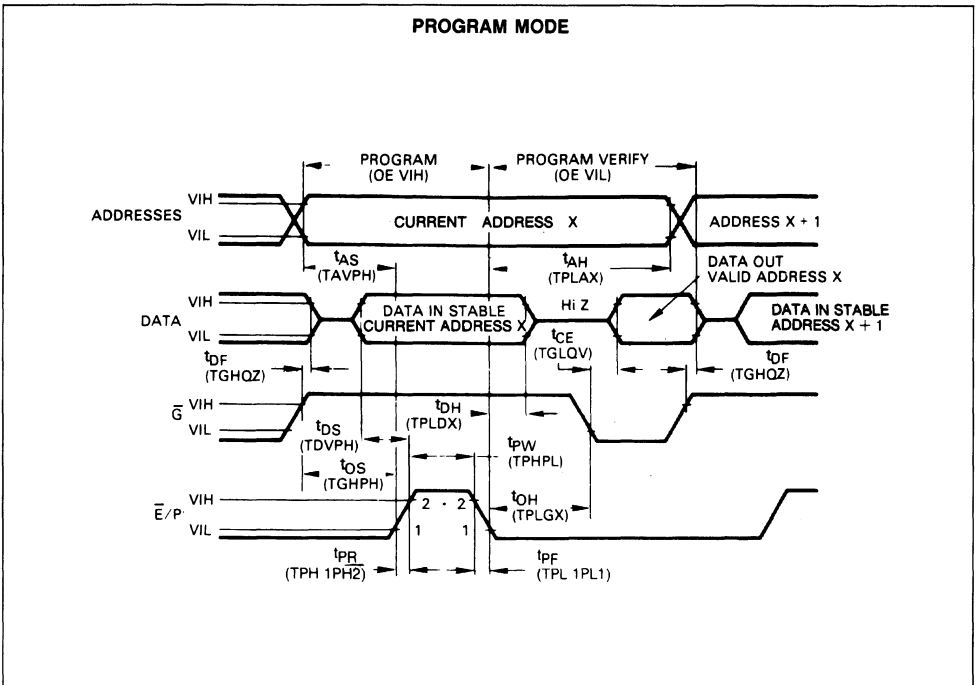 PROGRAM MODE
PROGRAM
(OE VIH)
PROGRAM VERIFY
(OE VIL)
ADDRESSES
VIH
VIL
CURRENT ADDRESS X
ADDRESS X + 1
tAS
(TAVPH)
tAH
(TPLAX)
DATA OUT
VALID ADDRESS X
DATA
VIH
VIL
DATA IN STABLE
CURRENT ADDRESS X
Hi Z
DATA IN STABLE
ADDRESS X + 1
tDF
(TGHQZ)
tCE
(TGLQV)
tDF
(TGHQZ)
G̅
VIH
VIL
tDH
(TPLDX)
tDS
(TDVPH)
tPW
(TPHPL)
tOS
(TGHPH)
tOH
(TPLGX)
E̅/P
VIH
VIL
2 · 2
1 1
tPR
(TPH 1PH̅2̅)
tPF
(TPL 1PL1)